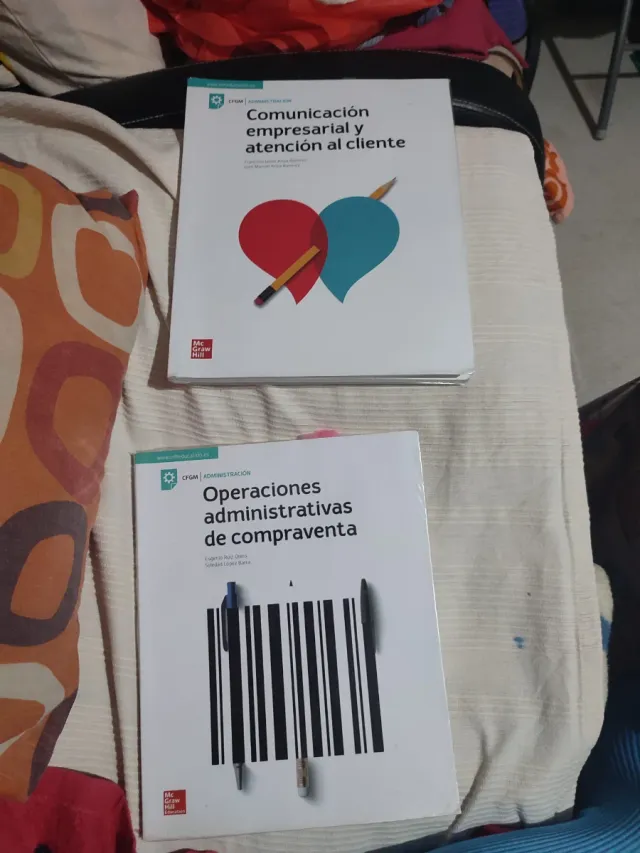 CFGM ADMINISTRACIÓN
Comunicación
empresarial y
atención al cliente
Mc
Graw
Hill
CFGM ADMINISTRACIÓN
Operaciones
administrativas
de compraventa
Mc
Graw
Hill
Education